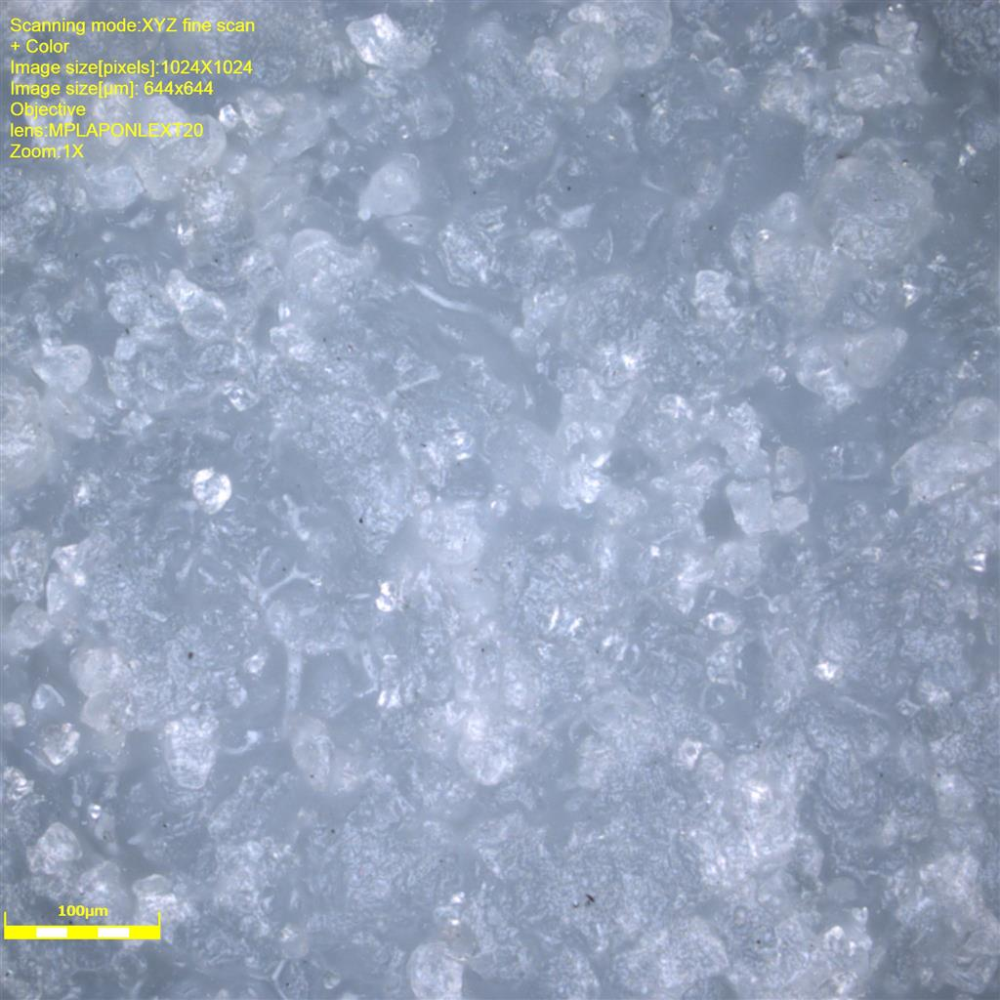 Scanning mode:XYZ fine scan
+ Color
Image size[pixels]:1024X1024
Image size[µm]: 644x644
Objective
lens:MPLAPONLEXT20
Zoom:1X
100µm